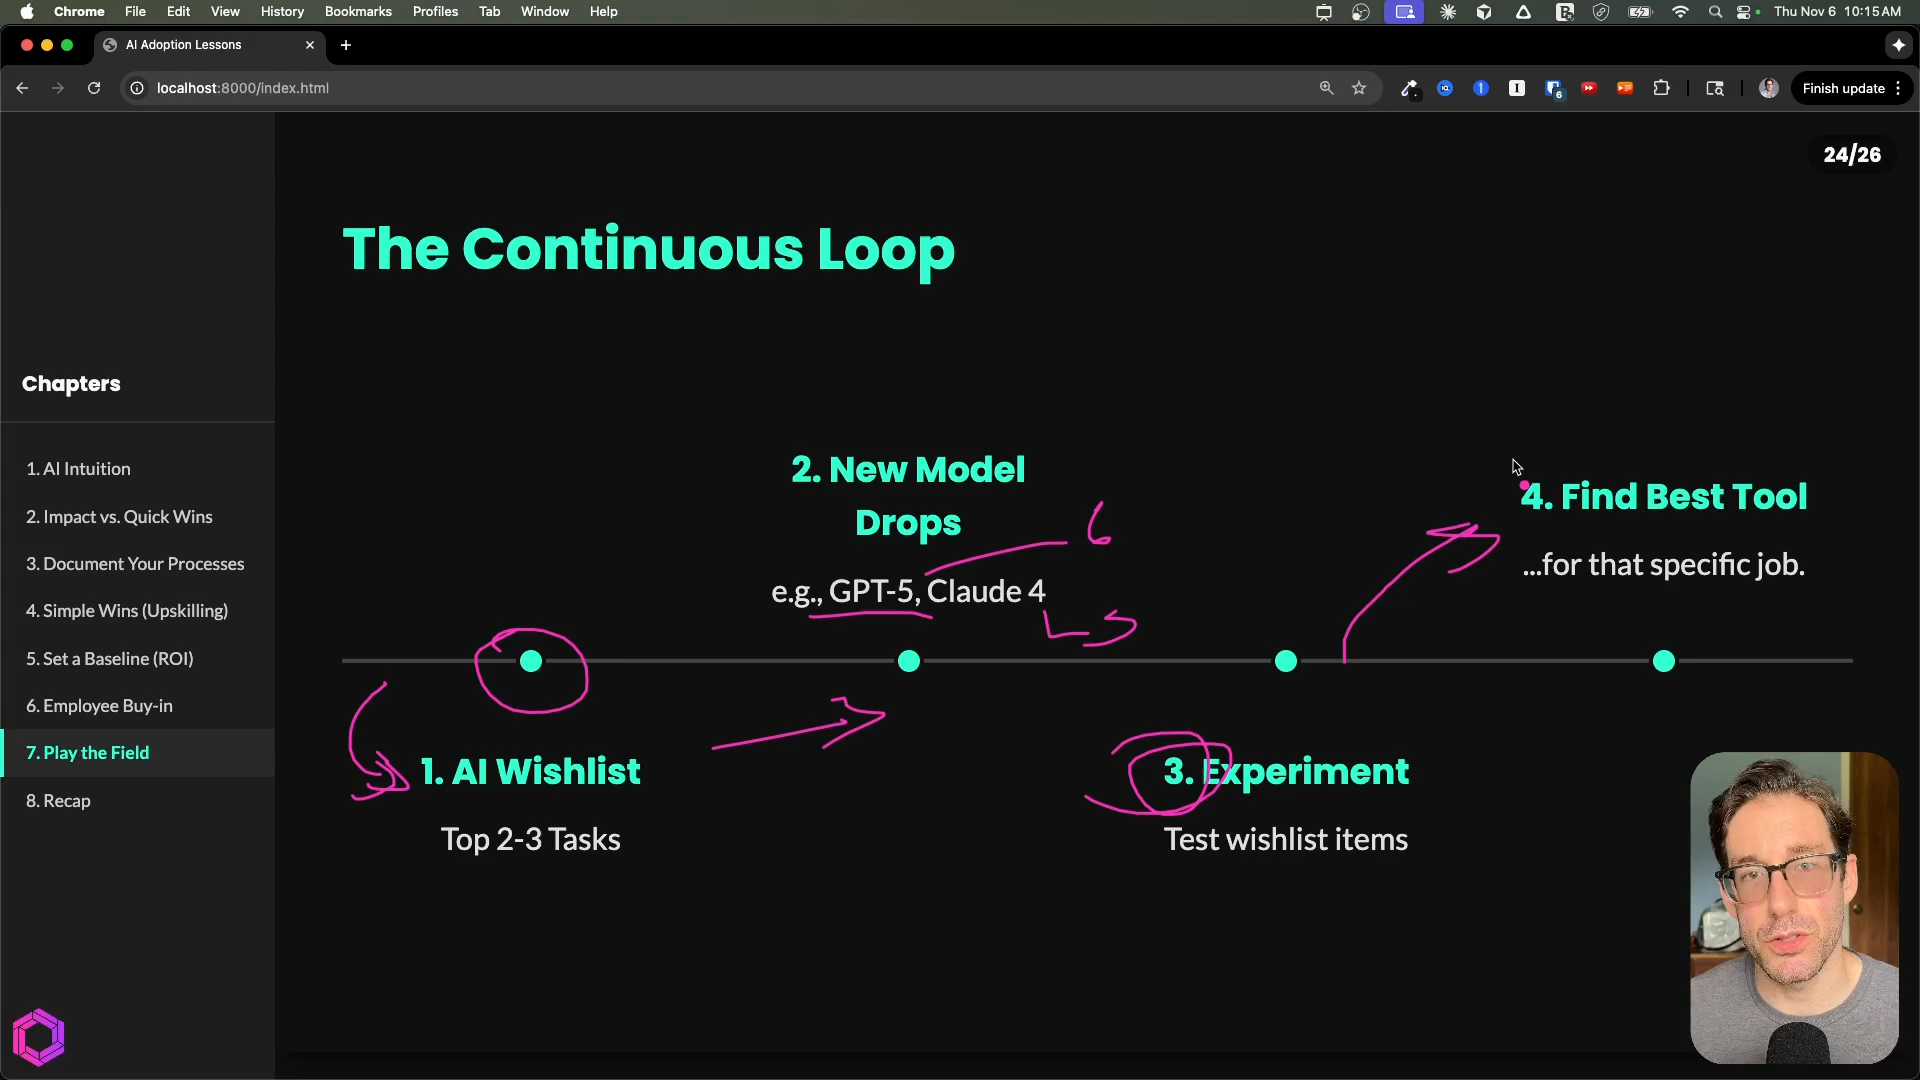 Chrome File Edit View History Bookmarks Profiles Tab Window Help Thu Nov 6 10:15 AM
AI Adoption Lessons
localhost:8000/index.html
6
Finish update
24/26
The Continuous Loop
Chapters
1. AI Intuition
2. Impact vs. Quick Wins
3. Document Your Processes
4. Simple Wins (Upskilling)
5. Set a Baseline (ROI)
6. Employee Buy-in
7. Play the Field
8. Recap
2. New Model
Drops
e.g., GPT-5, Claude 4
6
5
4. Find Best Tool
...for that specific job.
1. AI Wishlist
Top 2-3 Tasks
3. Experiment
Test wishlist items